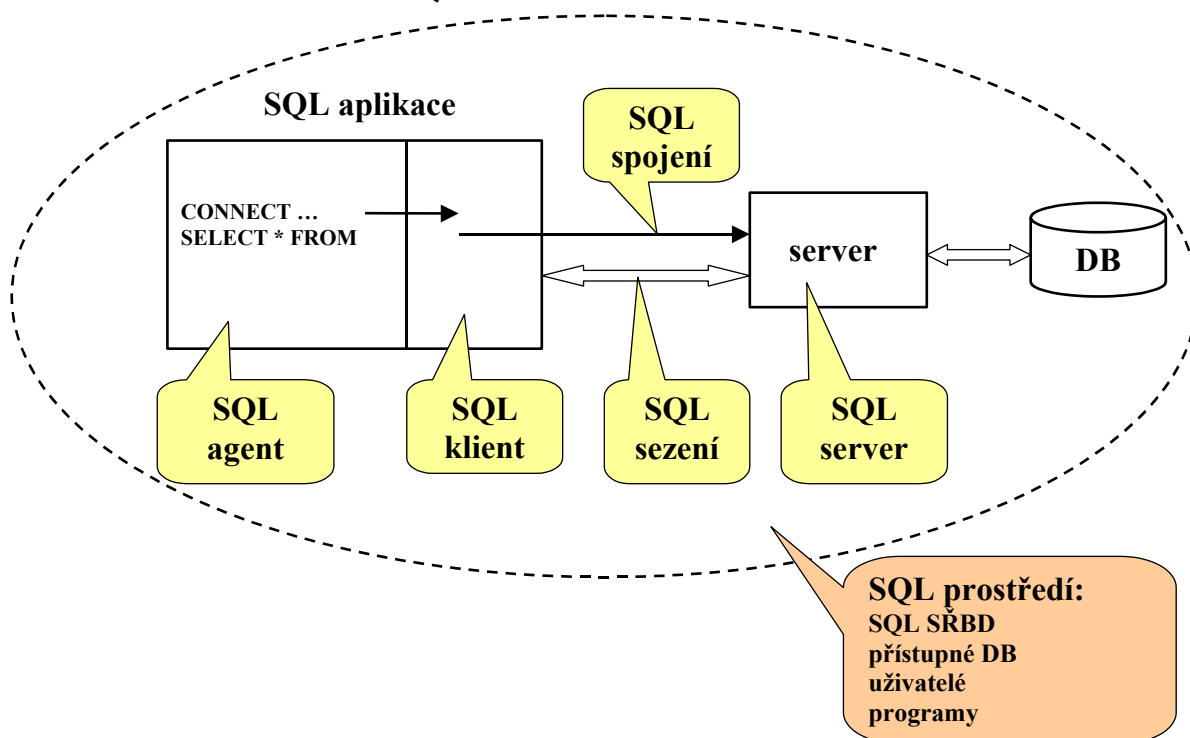 SQL aplikace
SQL
spojení
CONNECT …
SELECT * FROM
server
DB
SQL
agent
SQL
klient
SQL
sezení
SQL
server
SQL prostředí:
SQL SŘBD
přístupné DB
uživatelé
programy